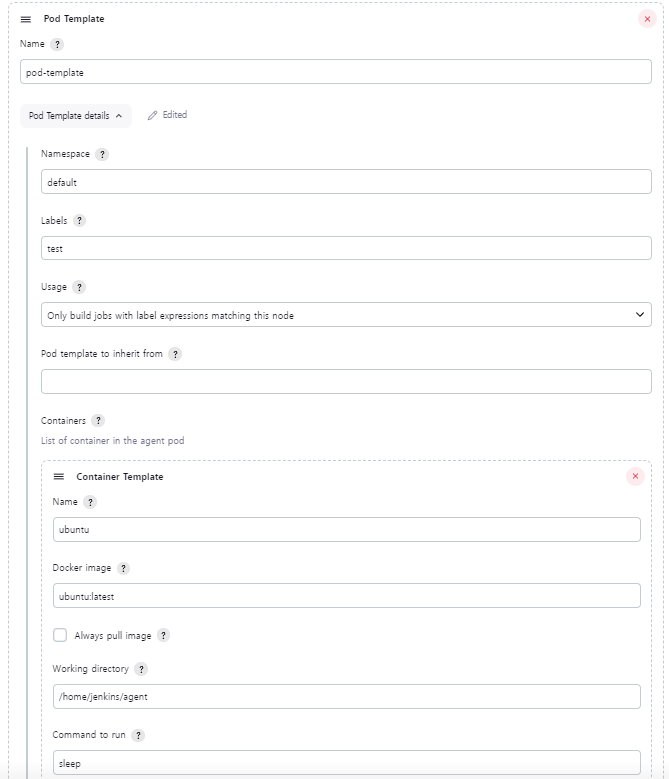 Pod Template
Name ?
pod-template
Pod Template details Edited
Namespace ?
default
Labels ?
test
Usage ?
Only build jobs with label expressions matching this node
Pod template to inherit from ?
Containers ?
List of container in the agent pod
Container Template
Name ?
ubuntu
Docker image ?
ubuntu:latest
Always pull image ?
Working directory ?
/home/jenkins/agent
Command to run ?
sleep